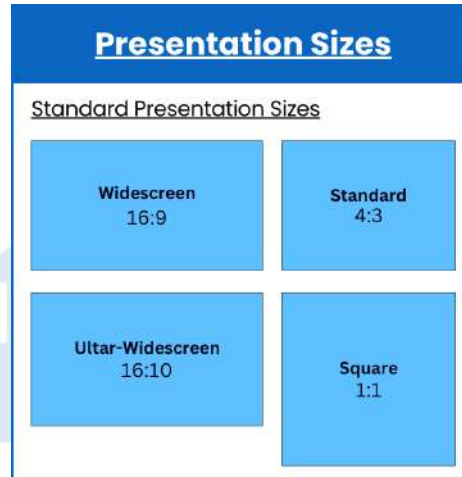 Presentation Sizes
Standard Presentation Sizes
Widescreen
16:9
Standard
4:3
Ultar-Widescreen
16:10
Square
1:1